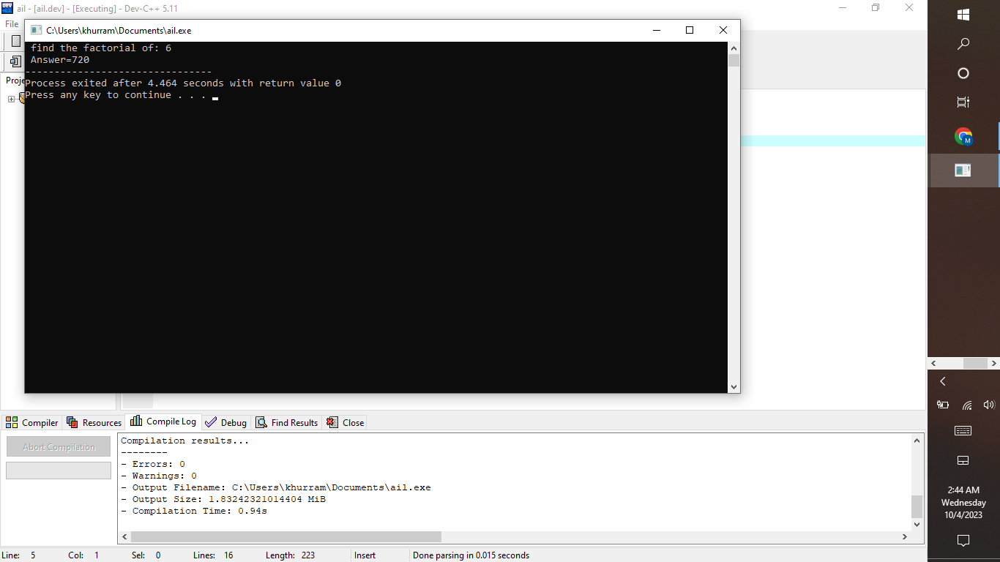 ail - [ail.dev] - [Executing] - Dev-C++ 5.11
File
C:\Users\khurram\Documents\ail.exe
find the factorial of: 6
Answer=720
--------------------------------
Process exited after 4.464 seconds with return value 0
Press any key to continue . . .
Proje
Compiler Resources Compile Log Debug Find Results Close
Abort Compilation
Compilation results...
--------
- Errors: 0
- Warnings: 0
- Output Filename: C:\Users\khurram\Documents\ail.exe
- Output Size: 1.83242321014404 MiB
- Compilation Time: 0.94s
Line: 5 Col: 1 Sel: 0 Lines: 16 Length: 223 Insert Done parsing in 0.015 seconds
M
2:44 AM
Wednesday
10/4/2023